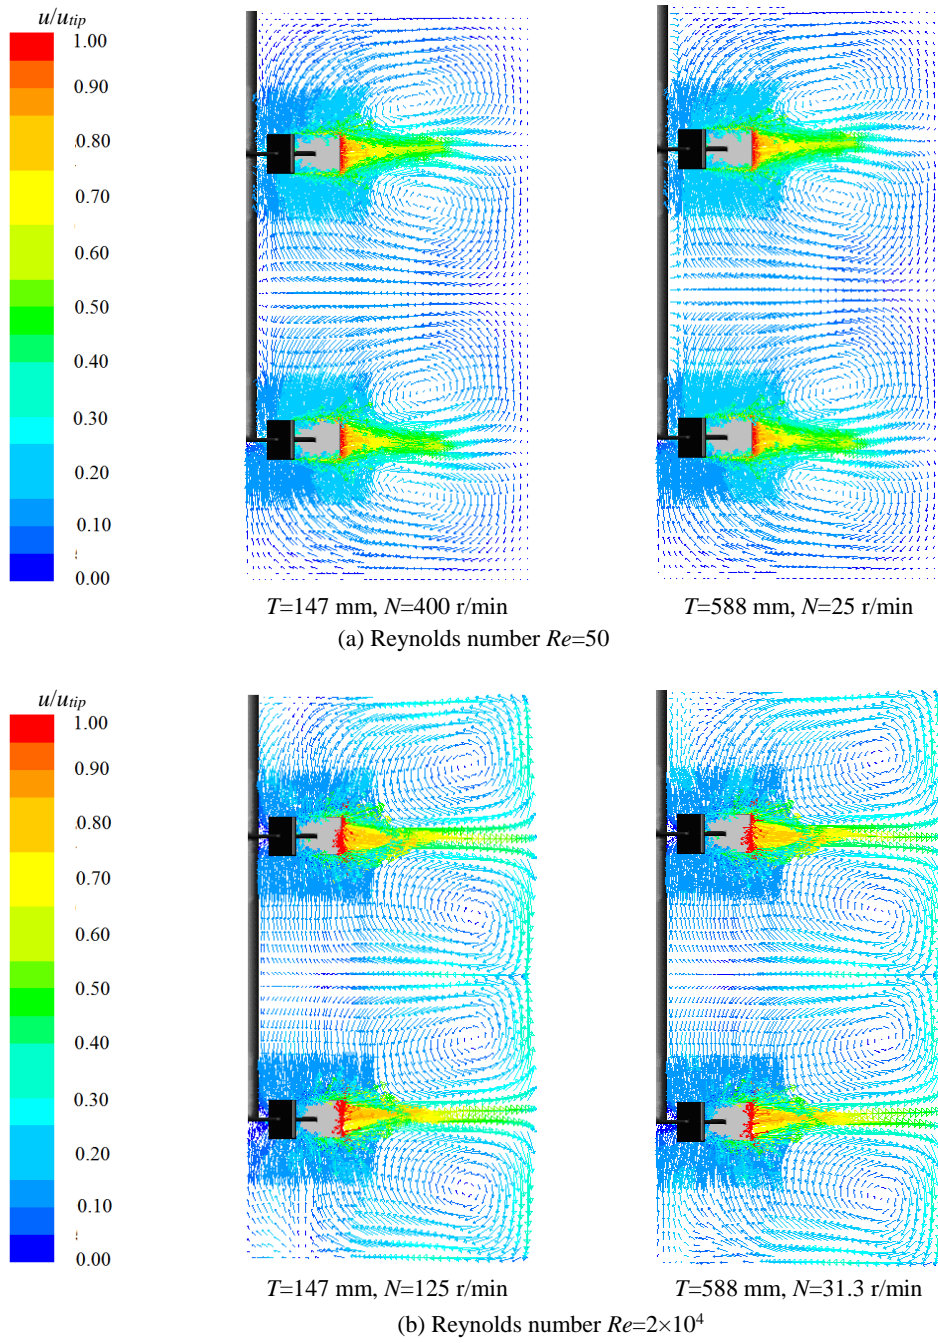 u/u_tip
1.00
0.90
0.80
0.70
0.60
0.50
0.40
0.30
0.20
0.10
0.00
T=147 mm, N=400 r/min
T=588 mm, N=25 r/min
(a) Reynolds number Re=50
u/u_tip
1.00
0.90
0.80
0.70
0.60
0.50
0.40
0.30
0.20
0.10
0.00
T=147 mm, N=125 r/min
T=588 mm, N=31.3 r/min
(b) Reynolds number Re=2×10⁴